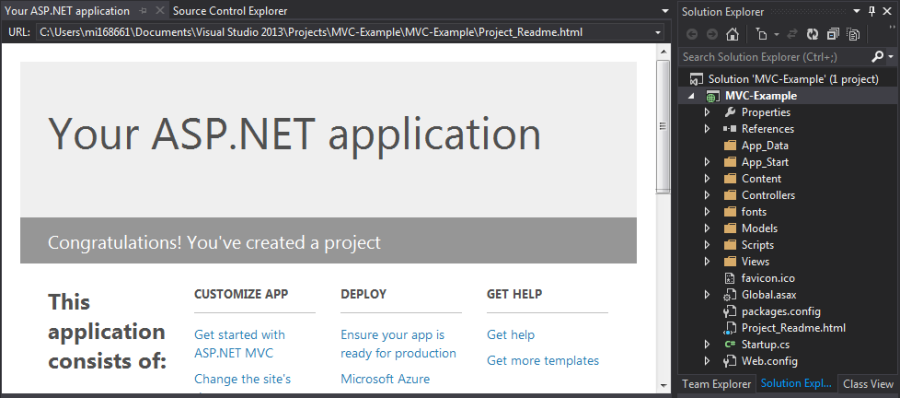 Your ASP.NET application
Source Control Explorer
URL: C:\Users\mi168661\Documents\Visual Studio 2013\Projects\MVC-Example\MVC-Example\Project_Readme.html
Your ASP.NET application
Congratulations! You've created a project
This
application
consists of:
CUSTOMIZE APP
Get started with
ASP.NET MVC
Change the site's
DEPLOY
Ensure your app is
ready for production
Microsoft Azure
GET HELP
Get help
Get more templates
Solution Explorer
Search Solution Explorer (Ctrl+;)
Solution 'MVC-Example' (1 project)
MVC-Example
Properties
References
App_Data
App_Start
Content
Controllers
fonts
Models
Scripts
Views
favicon.ico
Global.asax
packages.config
Project_Readme.html
C# Startup.cs
Web.config
Team Explorer
Solution Expl...
Class View